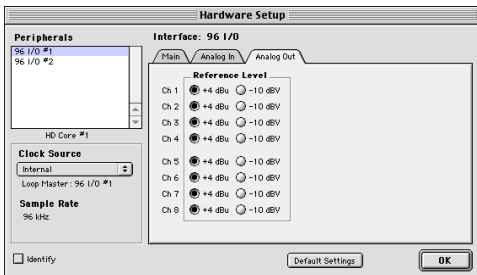 Hardware Setup
Peripherals
96 I/O #1
96 I/O #2
HD Core #1
Clock Source
Internal
Loop Master : 96 I/O #1
Sample Rate
96 kHz
Identify
Interface: 96 I/O
Main Analog In Analog Out
Reference Level
Ch 1 +4 dBu -10 dBV
Ch 2 +4 dBu -10 dBV
Ch 3 +4 dBu -10 dBV
Ch 4 +4 dBu -10 dBV
Ch 5 +4 dBu -10 dBV
Ch 6 +4 dBu -10 dBV
Ch 7 +4 dBu -10 dBV
Ch 8 +4 dBu -10 dBV
Default Settings
OK